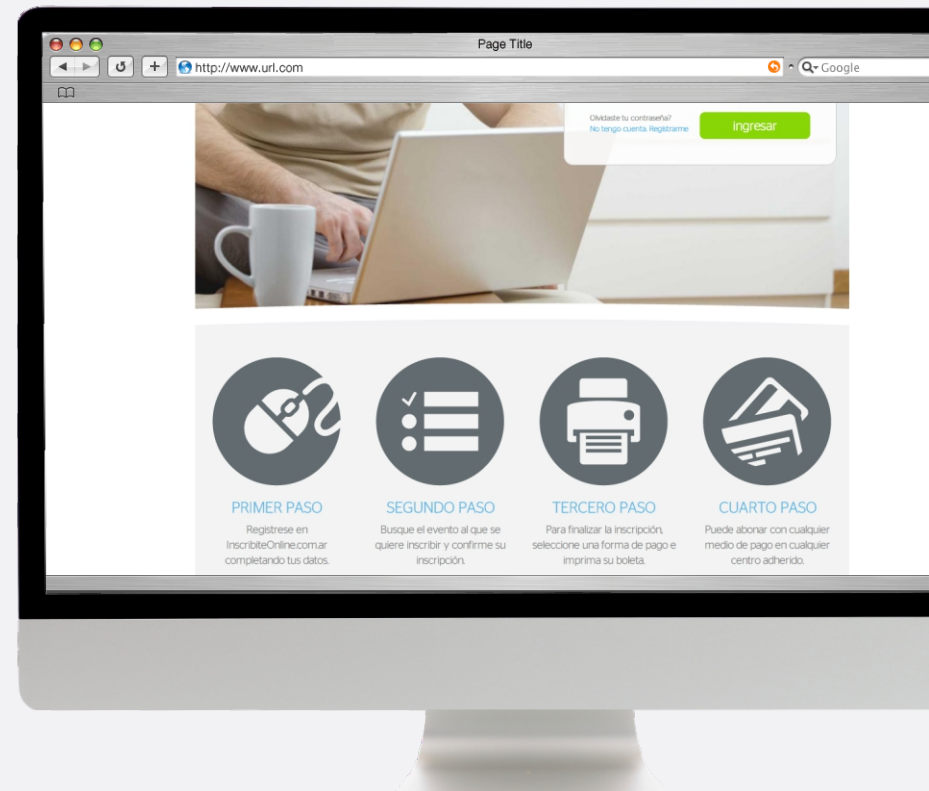 Page Title
http://www.url.com
Google
Olvidaste tu contraseña?
No tengo cuenta. Registrarme
ingresar
PRIMER PASO
Registrese en
InscribiteOnline.com.ar
completando tus datos.
SEGUNDO PASO
Busque el evento al que se
quiere inscribir y confirme su
inscripción.
TERCERO PASO
Para finalizar la inscripción,
seleccione una forma de pago e
imprima su boleta.
CUARTO PASO
Puede abonar con cualquier
medio de pago en cualquier
centro adherido.